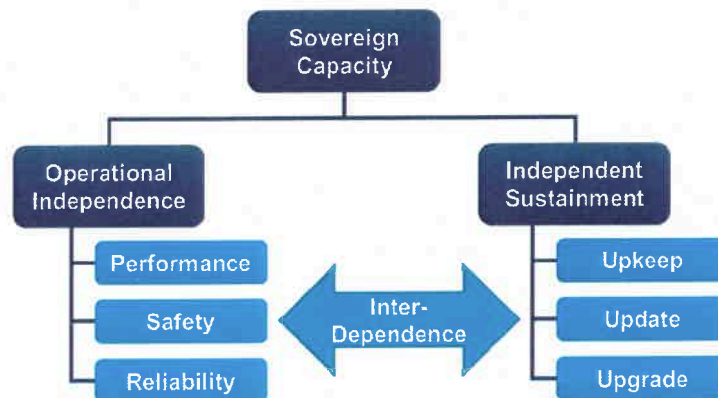 Sovereign
Capacity
Operational
Independence
Independent
Sustainment
Performance
Safety
Reliability
Inter-
Dependence
Upkeep
Update
Upgrade